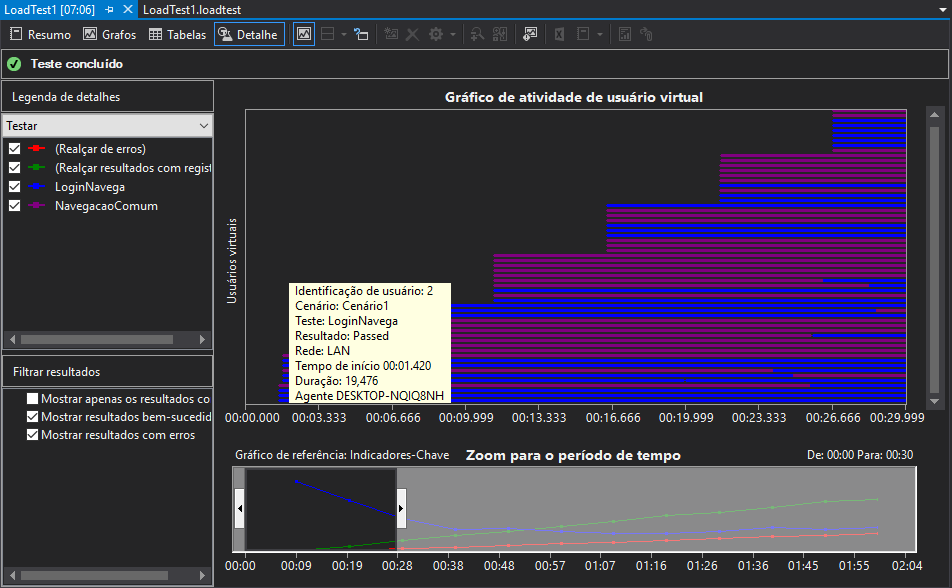 LoadTest1 [07:06]
LoadTest1.loadtest
Resumo Gráfos Tabelas Detalhe
Teste concluído
Legenda de detalhes
Testar
(Realçar de erros)
(Realçar resultados com regist
LoginNavega
NavegacaoComum
Filtrar resultados
Mostrar apenas os resultados co
Mostrar resultados bem-sucedid
Mostrar resultados com erros
Gráfico de atividade de usuário virtual
Usuários virtuais
Identificação de usuário: 2
Cenário: Cenário1
Teste: LoginNavega
Resultado: Passed
Rede: LAN
Tempo de início 00:01.420
Duração: 19,476
Agente DESKTOP-NQIQ8NH
00:00.000 00:03.333 00:06.666 00:09.999 00:13.333 00:16.666 00:19.999 00:23.333 00:26.666 00:29.999
Gráfico de referência: Indicadores-Chave Zoom para o período de tempo De: 00:00 Para: 00:30
00:00 00:09 00:19 00:28 00:38 00:48 00:57 01:07 01:16 01:26 01:36 01:45 01:55 02:04